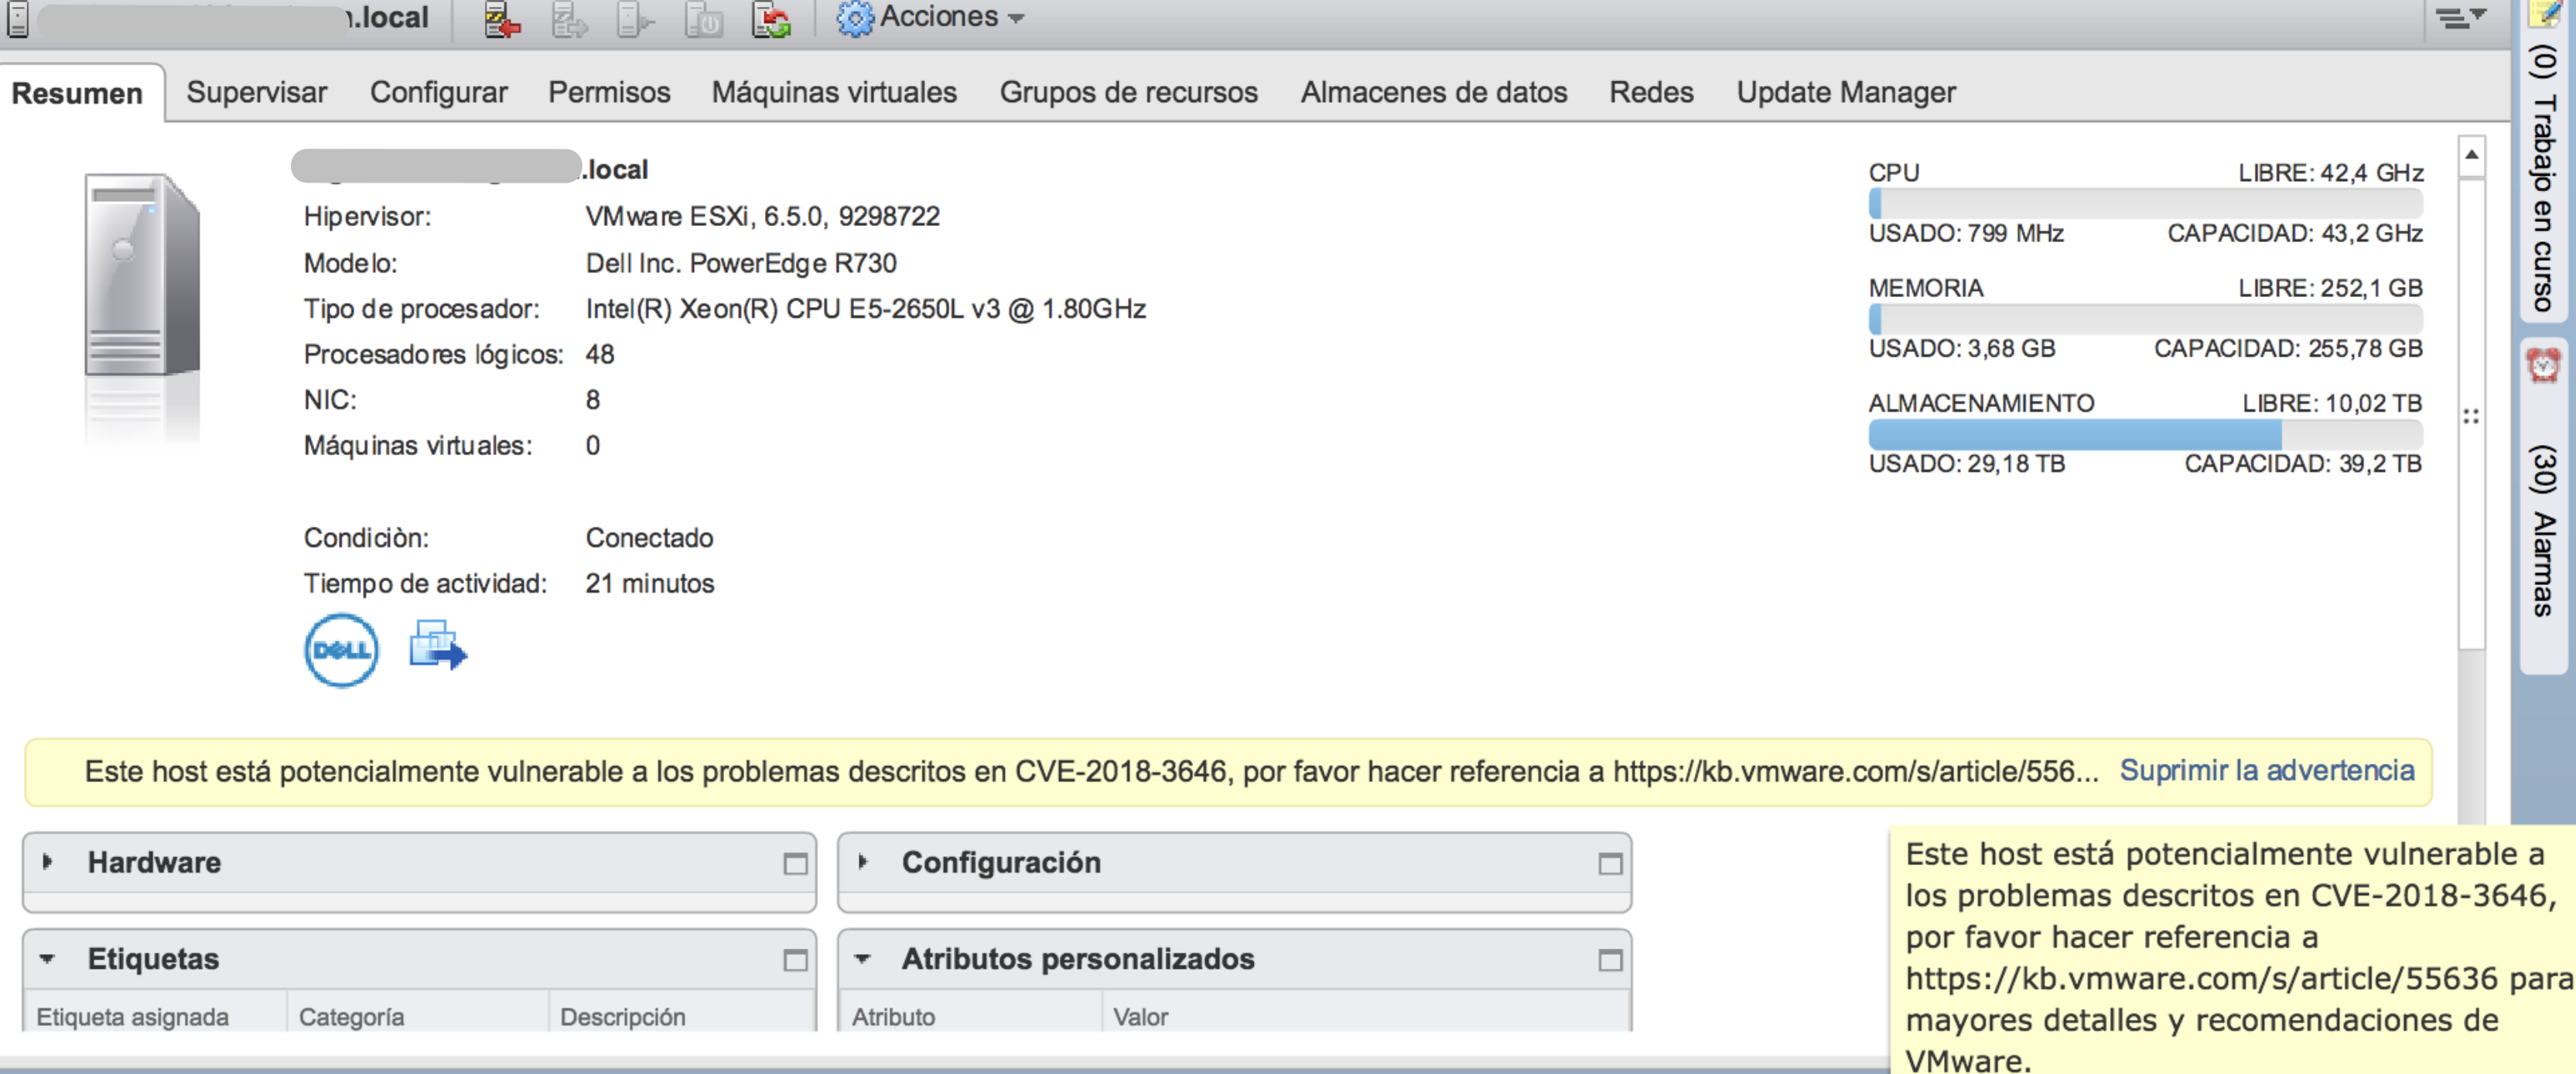 .local
Acciones
Resumen Supervisar Configurar Permisos Máquinas virtuales Grupos de recursos Almacenes de datos Redes Update Manager
.local
Hipervisor: VMware ESXi, 6.5.0, 9298722
Modelo: Dell Inc. PowerEdge R730
Tipo de procesador: Intel(R) Xeon(R) CPU E5-2650L v3 @ 1.80GHz
Procesadores lógicos: 48
NIC: 8
Máquinas virtuales: 0
Condiciòn: Conectado
Tiempo de actividad: 21 minutos
DELL
CPU LIBRE: 42,4 GHz
USADO: 799 MHz CAPACIDAD: 43,2 GHz
MEMORIA LIBRE: 252,1 GB
USADO: 3,68 GB CAPACIDAD: 255,78 GB
ALMACENAMIENTO LIBRE: 10,02 TB
USADO: 29,18 TB CAPACIDAD: 39,2 TB
(0) Trabajo en curso
(30) Alarmas
Este host está potencialmente vulnerable a los problemas descritos en CVE-2018-3646, por favor hacer referencia a https://kb.vmware.com/s/article/556... Suprimir la advertencia
Hardware
Configuración
Etiquetas
Etiqueta asignada Categoría Descripción
Atributos personalizados
Atributo Valor
Este host está potencialmente vulnerable a
los problemas descritos en CVE-2018-3646,
por favor hacer referencia a
https://kb.vmware.com/s/article/55636 para
mayores detalles y recomendaciones de
VMware.